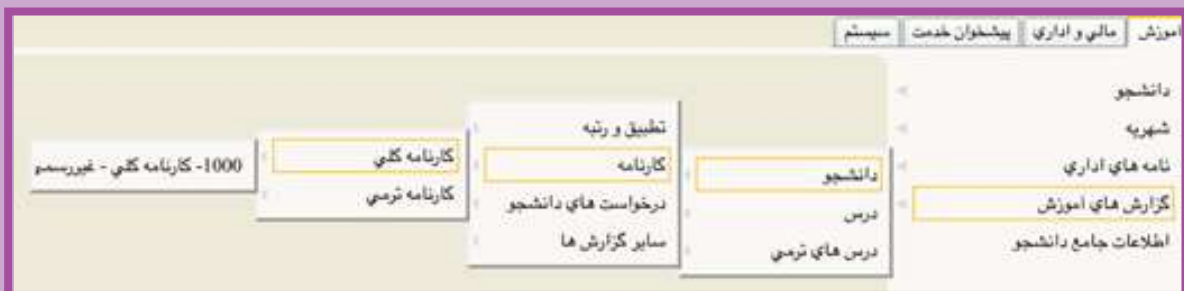 آموزش مالي و اداري پيشخوان خدمت سيستم
دانشجو
شهريه
نامه هاي اداري
گزارش هاي آموزش
اطلاعات جامع دانشجو
دانشجو
درس
درس هاي ترمي
تطبيق و رتبه
کارنامه
درخواست هاي دانشجو
ساير گزارش ها
کارنامه کلي
کارنامه ترمي
1000- کارنامه کلي - غيررسمي